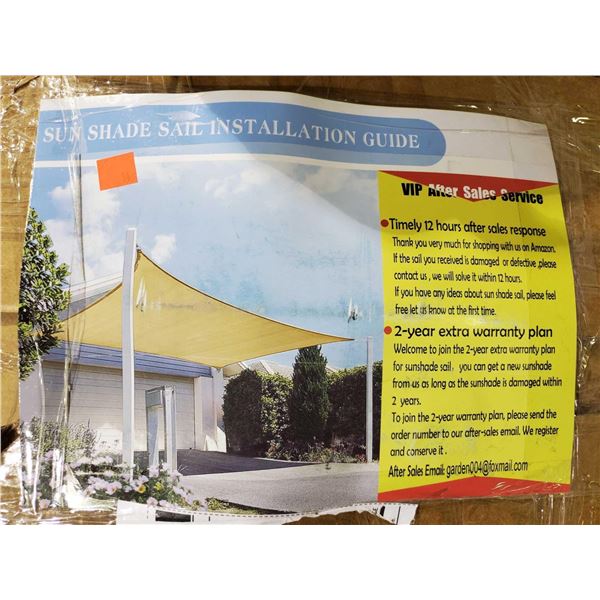 SUN SHADE SAIL INSTALLATION GUIDE
VIP After Sales Service
Timely 12 hours after sales response
Thank you very much for shopping with us on Amazon.
If the sail you received is damaged or defective ,please
contact us , we will solve it within 12 hours.
If you have any ideas about sun shade sail, please feel
free let us know at the first time.
2-year extra warranty plan
Welcome to join the 2-year extra warranty plan
for sunshade sail, you can get a new sunshade
from us as long as the sunshade is damaged within
2 years.
To join the 2-year warranty plan, please send the
order number to our after-sales email. We register
and conserve it .
After Sales Email: garden004@foxmail.com